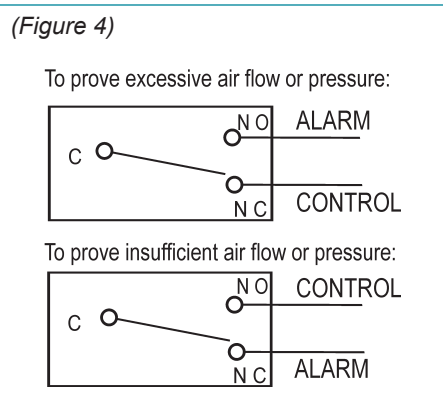 (Figure 4)
To prove excessive air flow or pressure:
N O ALARM
C
N C CONTROL
To prove insufficient air flow or pressure:
N O CONTROL
C
N C ALARM